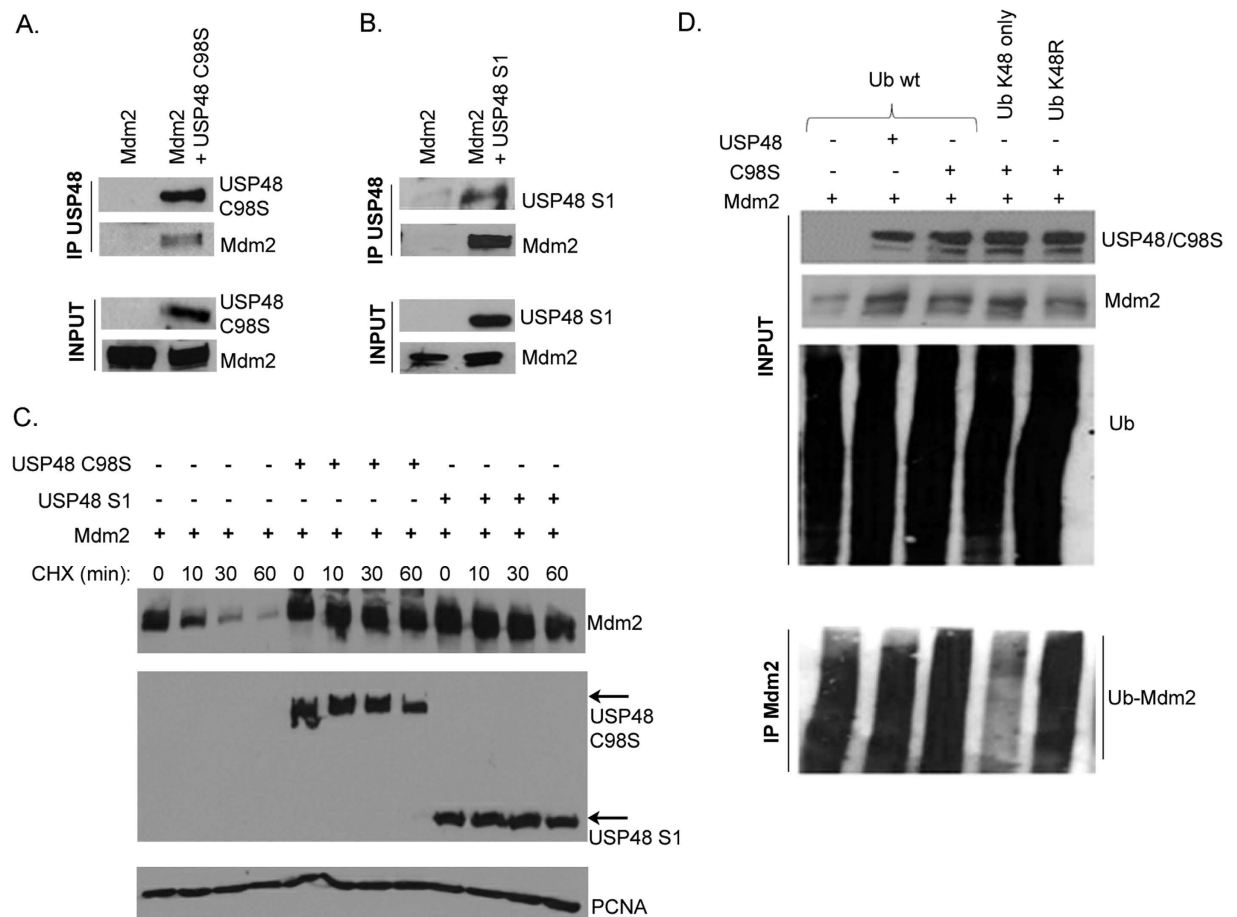 A.
Mdm2
Mdm2
+ USP48 C98S
IP USP48
USP48
C98S
Mdm2
INPUT
USP48
C98S
Mdm2
B.
Mdm2
Mdm2
+ USP48 S1
IP USP48
USP48 S1
Mdm2
INPUT
USP48 S1
Mdm2
C.
USP48 C98S - - - - + + + + - - - -
USP48 S1 - - - - - - - - + + + +
Mdm2 + + + + + + + + + + + +
CHX (min): 0 10 30 60 0 10 30 60 0 10 30 60
Mdm2
USP48
C98S
USP48 S1
PCNA
D.
Ub wt
Ub K48 only
Ub K48R
USP48 - + - - -
C98S - - + + +
Mdm2 + + + + +
INPUT
USP48/C98S
Mdm2
Ub
IP Mdm2
Ub-Mdm2